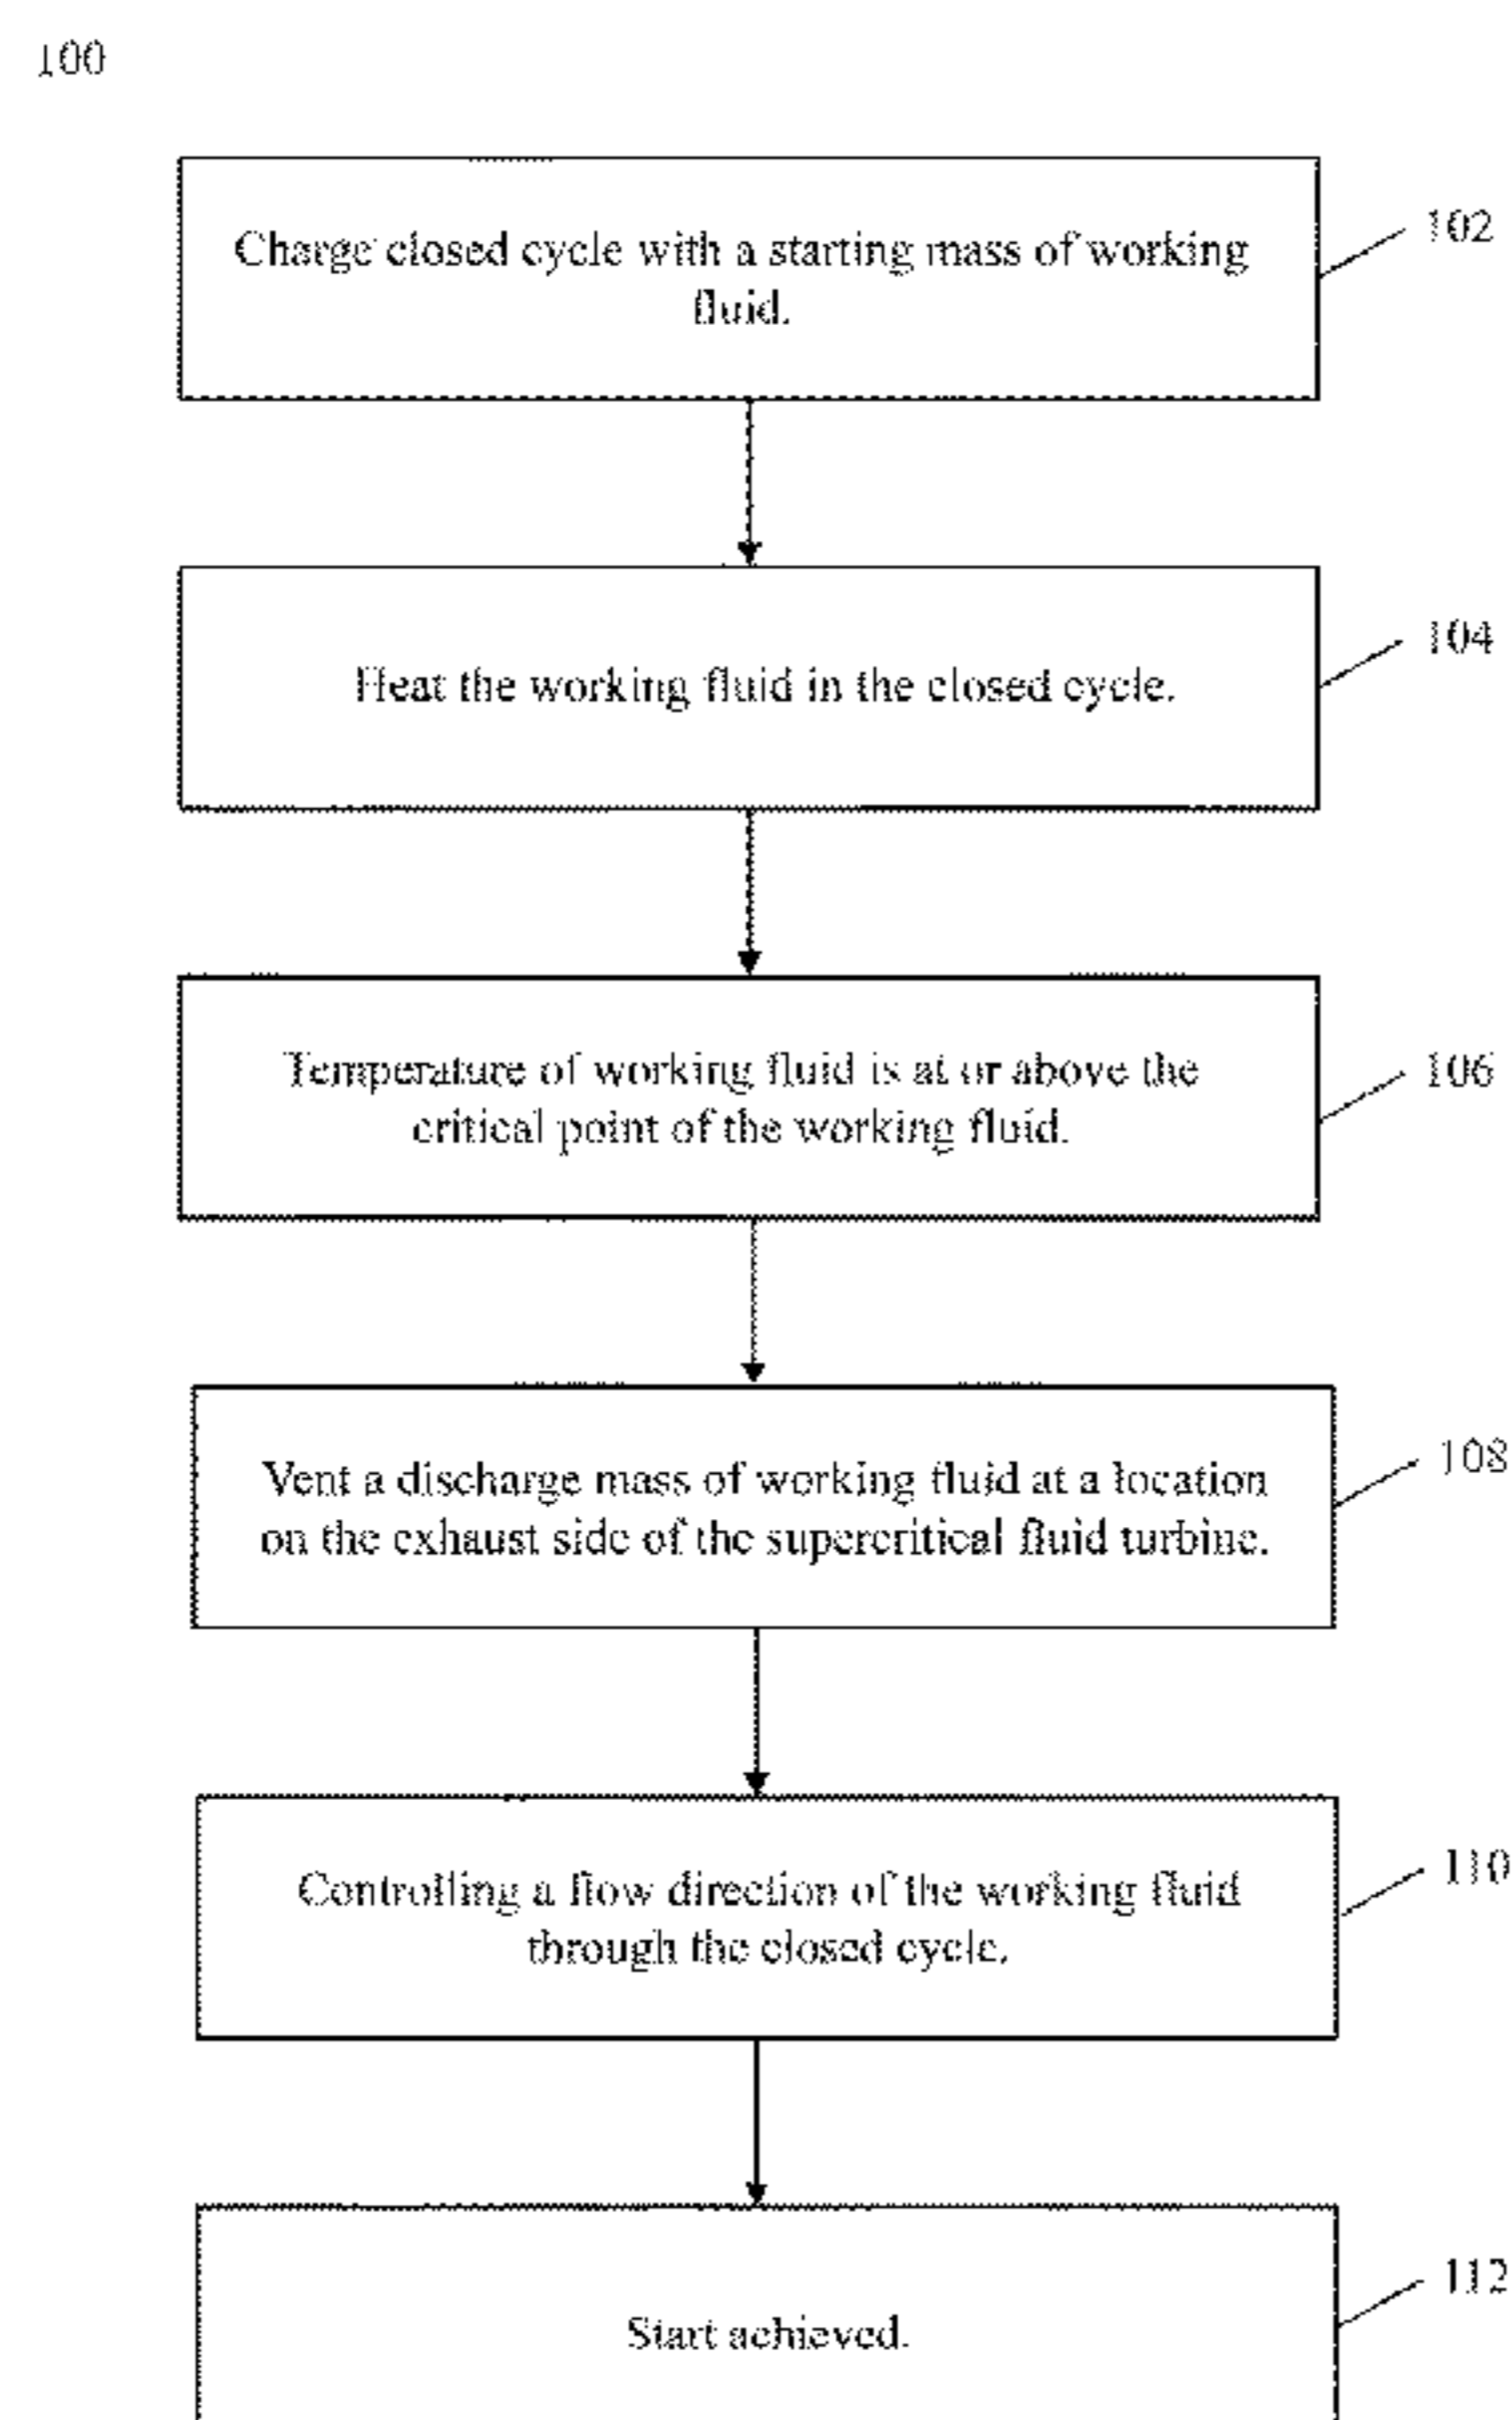 100
Charge closed cycle with a starting mass of working
fluid.
102
Heat the working fluid in the closed cycle.
104
Temperature of working fluid is at or above the
critical point of the working fluid.
106
Vent a discharge mass of working fluid at a location
on the exhaust side of the supercritical fluid turbine.
108
Controlling a flow direction of the working fluid
through the closed cycle.
110
Start achieved.
112